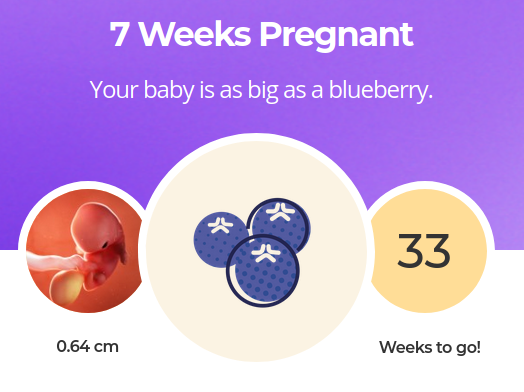 7 Weeks Pregnant
Your baby is as big as a blueberry.
33
0.64 cm
Weeks to go!